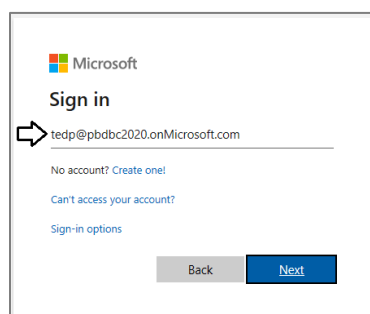 Microsoft
Sign in
tedp@pbdbc2020.onMicrosoft.com
No account? Create one!
Can't access your account?
Sign-in options
Back Next